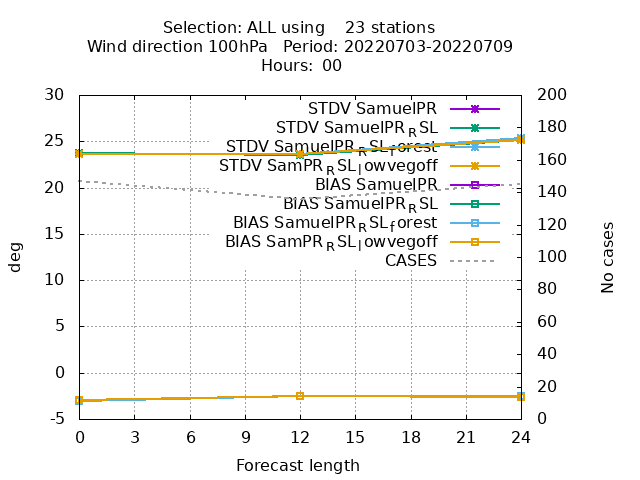 Selection: ALL using 23 stations
Wind direction 100hPa Period: 20220703-20220709
Hours: 00
30
25
20
15
10
5
0
-5
deg
STDV SamuelPR
STDV SamuelPR_RSL
STDV SamuelPR_RSL_forest
STDV SamPR_RSL_lowvegoff
BIAS SamuelPR
BIAS SamuelPR_RSL
BIAS SamuelPR_RSL_forest
BIAS SamPR_RSL_lowvegoff
CASES
200
180
160
140
120
100
80
60
40
20
0
No cases
0 3 6 9 12 15 18 21 24
Forecast length